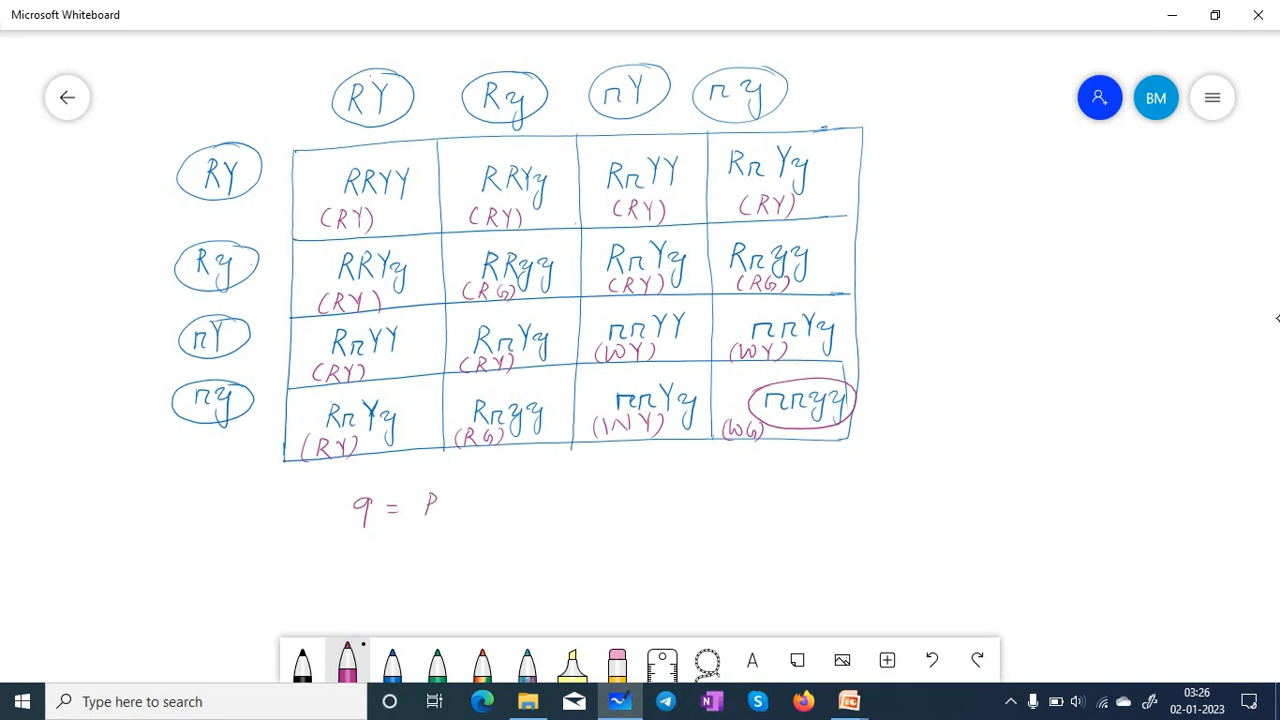 Microsoft Whiteboard
BM
RY Ry rY ry
RY RRYY RRYy RrYY RrYy
(RY) (RY) (RY) (RY)
Ry RRYy RRyy RrYy Rryy
(RY) (RG) (RY) (RG)
rY RrYY RrYy rrYY rrYy
(RY) (RY) (WY) (WY)
ry RrYy Rryy rrYy rryy
(RY) (RG) (WY) (WG)
9 =
A
Type here to search
03:26
02-01-2023